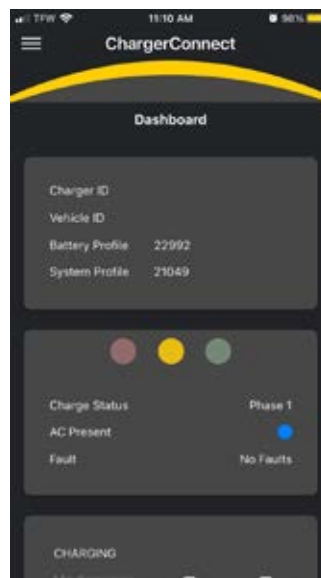 TFW 11:10 AM 98%
ChargerConnect
Dashboard
Charger ID
Vehicle ID
Battery Profile 22992
System Profile 21049
Charge Status Phase 1
AC Present
Fault No Faults
CHARGING